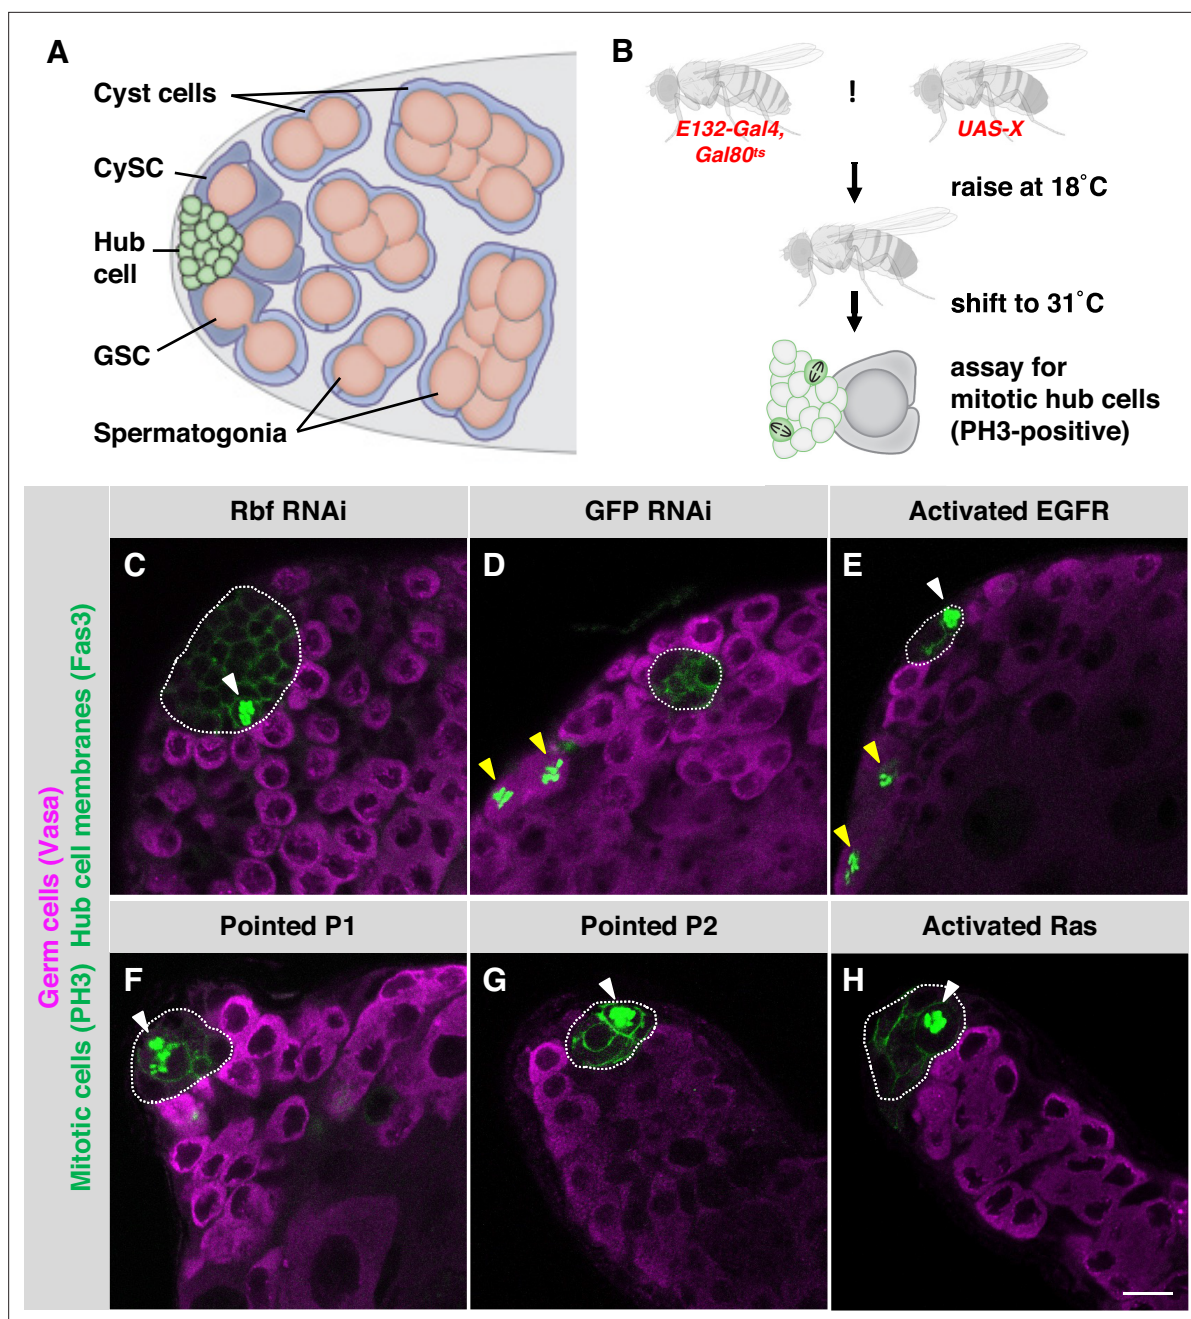 A
Cyst cells
CySC
Hub
cell
GSC
Spermatogonia
B
!
E132-Gal4,
Gal80ts
UAS-X
raise at 18˚C
shift to 31˚C
assay for
mitotic hub cells
(PH3-positive)
Germ cells (Vasa)
Mitotic cells (PH3) Hub cell membranes (Fas3)
Rbf RNAi
GFP RNAi
Activated EGFR
C
D
E
Pointed P1
Pointed P2
Activated Ras
F
G
H